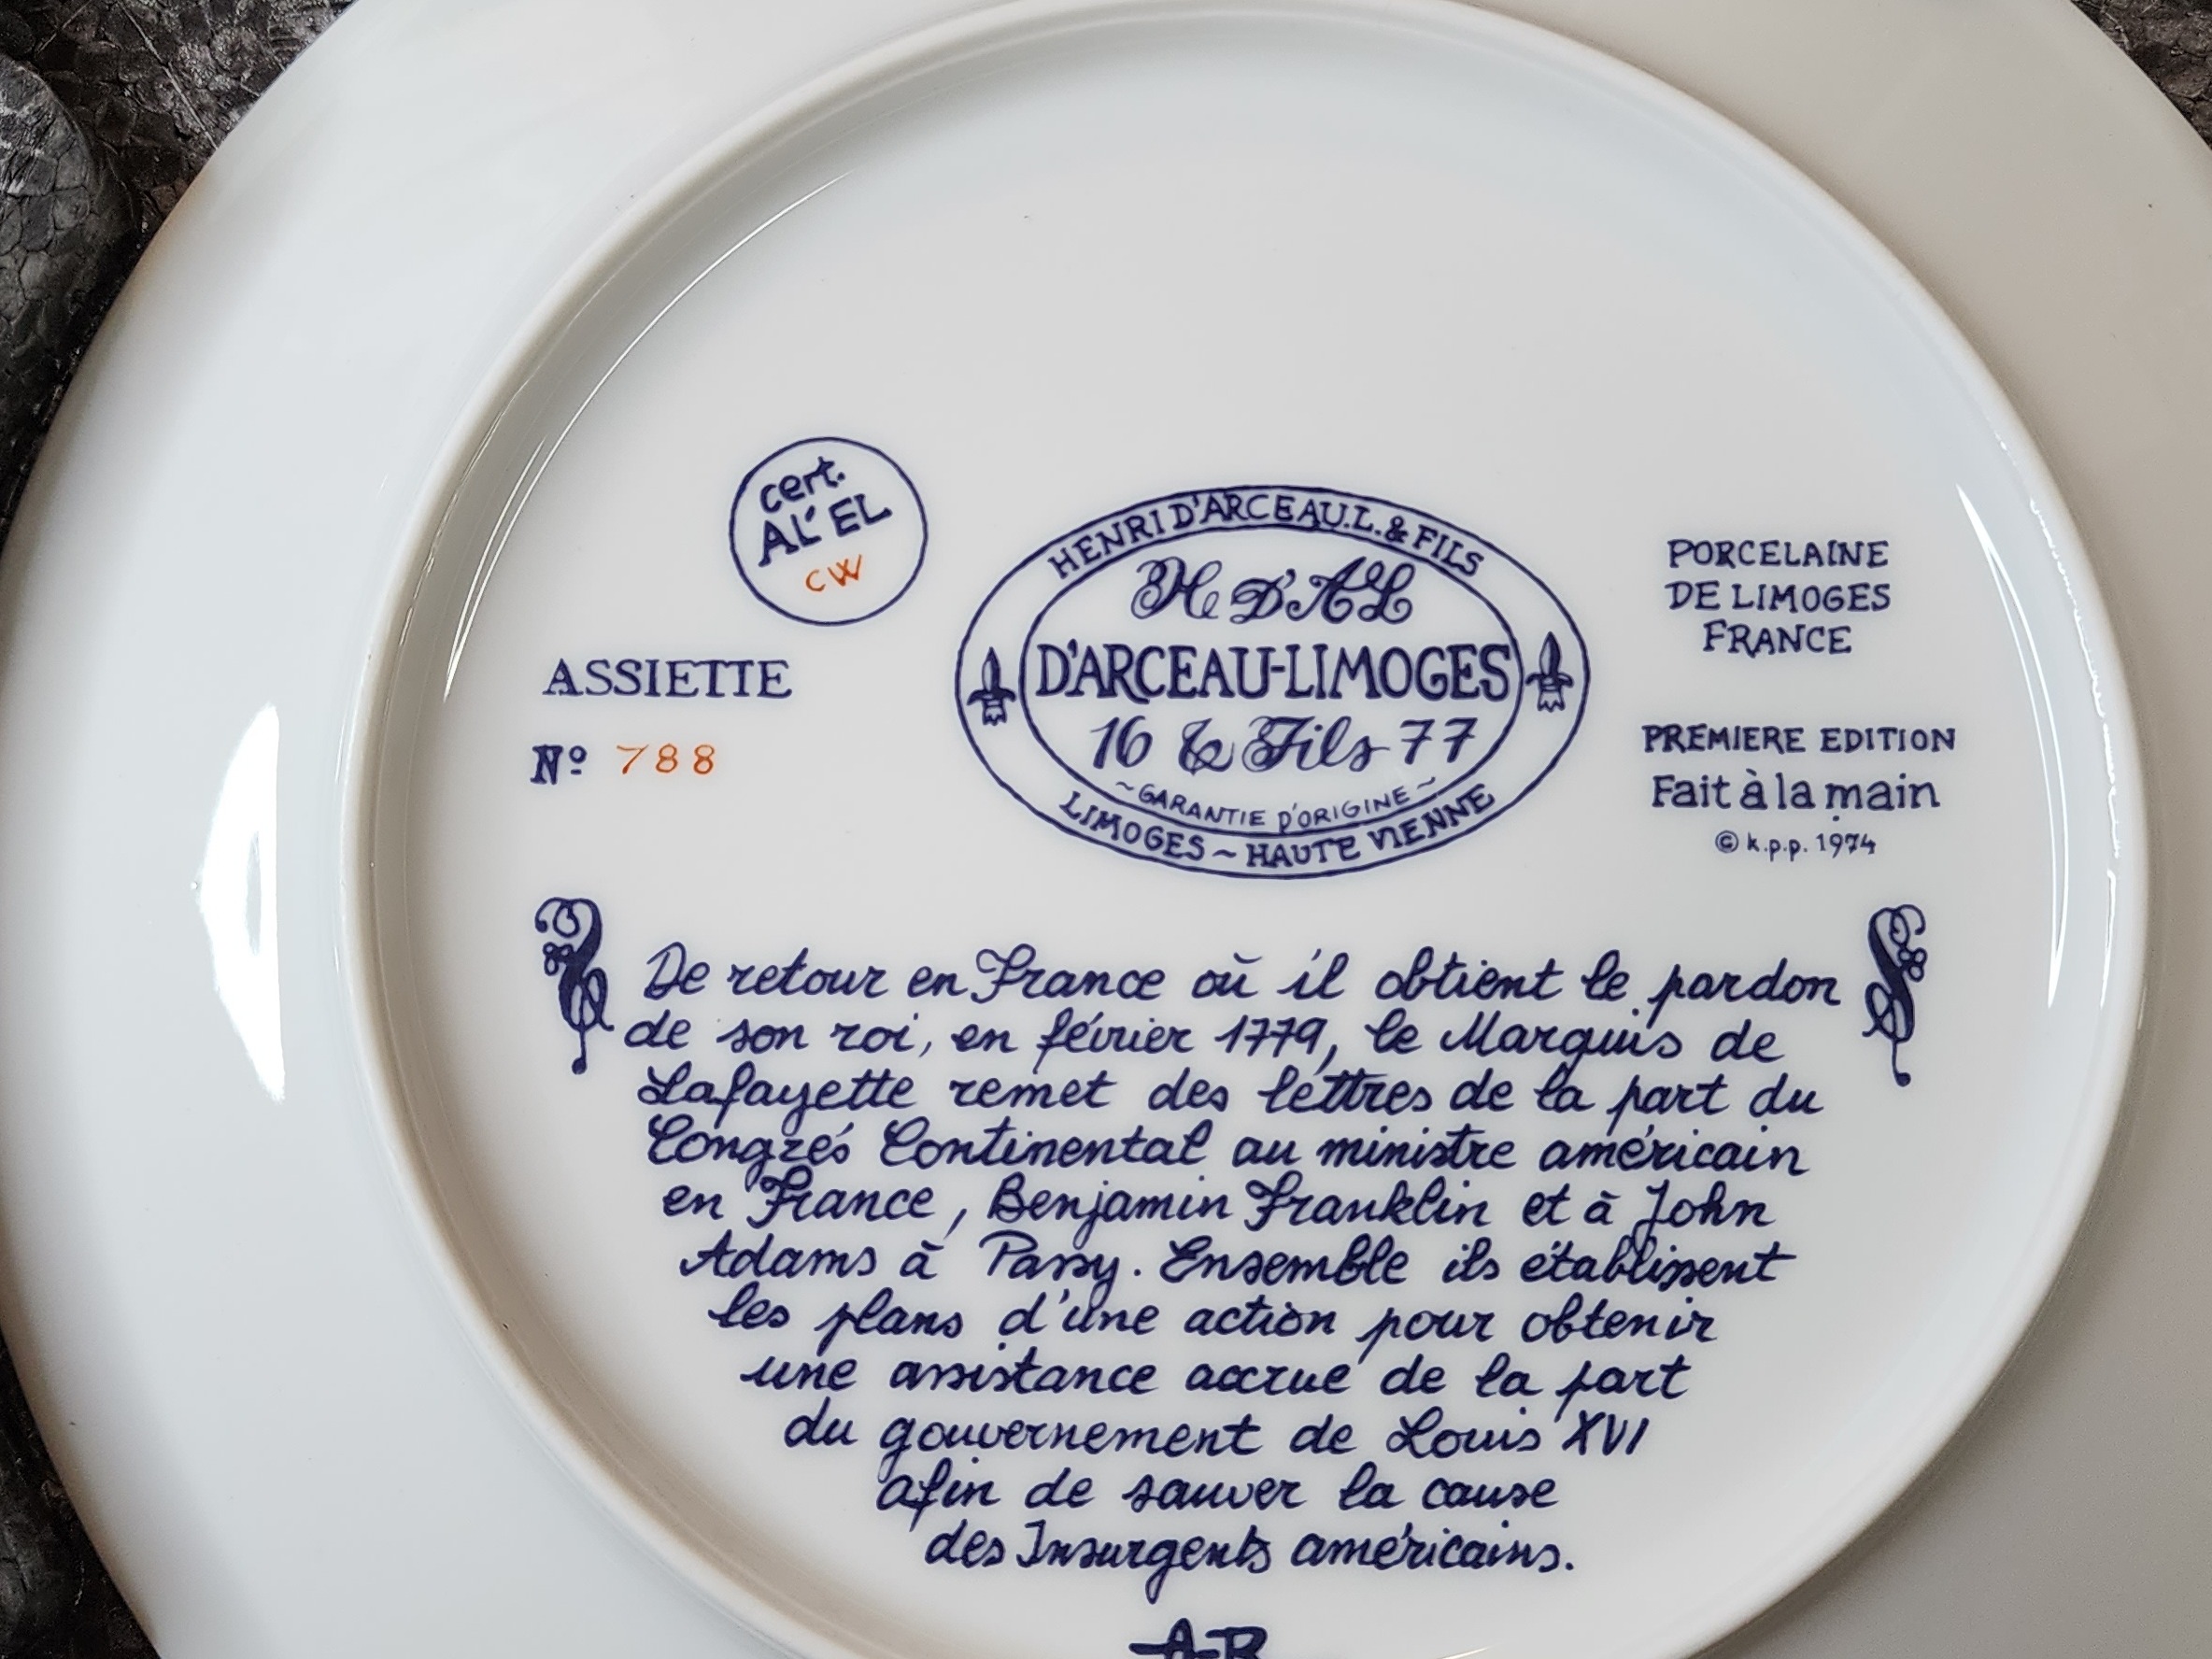 cert.
AL'EL
CW
ASSIETTE
Nº 788
HENRI D'ARCEAU.L.& FILS
H D'AL
D'ARCEAU-LIMOGES
16 & Fils 77
~GARANTIE D'ORIGINE~
LIMOGES ~ HAUTE VIENNE
PORCELAINE
DE LIMOGES
FRANCE
PREMIERE EDITION
Fait à la main
© k.p.p. 1974
De retour en France où il obtient le pardon
de son roi, en février 1779, le Marquis de
Lafayette remet des lettres de la part du
Congrés Continental au ministre américain
en France, Benjamin Franklin et à John
Adams à Passy. Ensemble ils établissent
les plans d'une action pour obtenir
une assistance accrue de la part
du gouvernement de Louis XVI
afin de sauver la cause
des Insurgents américains.